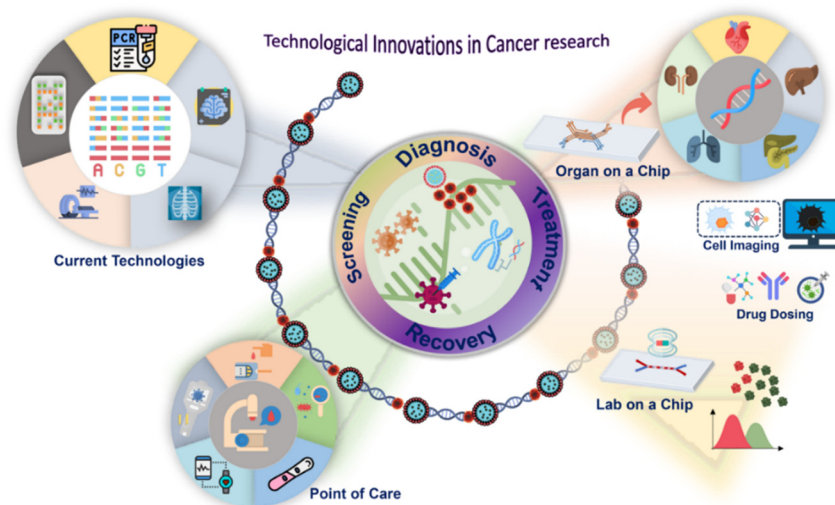 Technological Innovations in Cancer research
PCR
A C G T
Current Technologies
Screening
Diagnosis
Treatment
Recovery
Organ on a Chip
Cell Imaging
Drug Dosing
Lab on a Chip
Point of Care